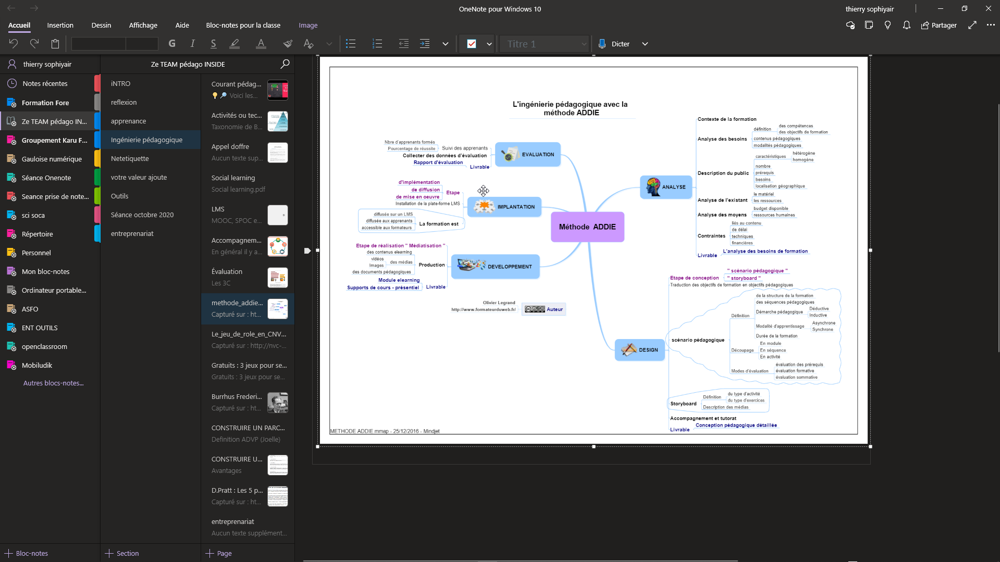 OneNote pour Windows 10
thierry sophiyair
Accueil
Insertion
Dessin
Affichage
Aide
Bloc-notes pour la classe
Image
Partager
G
I
S
A
A
Titre 1
Dicter
thierry sophiyair
Notes récentes
Formation Fore
Ze TEAM pédago IN...
Groupement Karu F...
Gauloise numérique
Séance Onenote
Seance prise de note...
sci soca
Répertoire
Personnel
Mon bloc-notes
Ordinateur portable...
ASFO
ENT OUTILS
openclassroom
Mobiludik
Autres blocs-notes...
Bloc-notes
Ze TEAM pédago INSIDE
iNTRO
reflexion
apprenance
Ingénierie pédagogique
Netetiquette
votre valeur ajoute
Outils
Séance octobre 2020
entreprenariat
Section
Courant pédag...
Voici les...
Activités ou tec...
Taxonomie de B...
Appel doffre
Aucun texte sup...
Social learning
Social learning.pdf
LMS
MOOC, SPOC e...
Accompagnem...
En général il y a...
Évaluation
Les 3C
methode_addie...
Capturé sur : ht...
Le_jeu_de_role_en_CNV...
Capturé sur : http://nvc-...
Gratuits : 3 jeux pour se...
Gratuits : 3 jeux pour se...
Burrhus Frederi...
Capturé sur : ht...
CONSTRUIRE UN PARC...
Definition ADVP (Joelle)
CONSTRUIRE U...
Avantages
D.Pratt : Les 5 p...
Capturé sur : ht...
entreprenariat
Aucun texte supplément...
Page
L'ingénierie pédagogique avec la
méthode ADDIE
Méthode ADDIE
EVALUATION
Nbre d'apprenants formés
Pourcentage de réussite
Suivi des apprenants
Collecter des données d'évaluation
Rapport d'évaluation
Livrable
IMPLANTATION
d'implémentation
de diffusion
de mise en oeuvre
Etape
Installation de la plate-forme LMS
diffusée sur un LMS
diffusée aux apprenants
accessible aux formateurs
La formation est
DEVELOPPEMENT
Etape de réalisation " Médiatisation "
des contenus elearning
vidéos
Images
des médias
des documents pédagogiques
Production
Module elearning
Supports de cours - présentiel
Livrable
Olivier Legrand
http://www.formateurduweb.fr/
Auteur
ANALYSE
Contexte de la formation
Analyse des besoins
définition
des compétences
des objectifs de formation
contenus pédagogiques
modalités pédagogiques
Description du public
caractéristiques
hétérogène
homogène
nombre
prérequis
besoins
localisation géographique
Analyse de l'existant
le matériel
les ressources
Analyse des moyens
budget disponible
ressources humaines
Contraintes
liés au contenu
de délai
techniques
financières
Livrable
L'analyse des besoins de formation
DESIGN
Etape de conception
" scénario pédagogique "
" storyboard "
Traduction des objectifs de formation en objectifs pédagogiques
scénario pédagogique
Définition
de la structure de la formation
des séquences pédagogiques
Démarche pédagogique
Déductive
Inductive
Modalité d'apprentissage
Asynchrone
Synchrone
Durée de la formation
Découpage
En module
En séquence
En activité
Modes d'évaluation
évaluation des prérequis
évaluation formative
évaluation sommative
Storyboard
Définition
du type d'activité
du type d'exercices
Description des médias
Accompagnement et tutorat
Livrable
Conception pédagogique détaillée
METHODE ADDIE mmap - 25/12/2016 - Mindjet